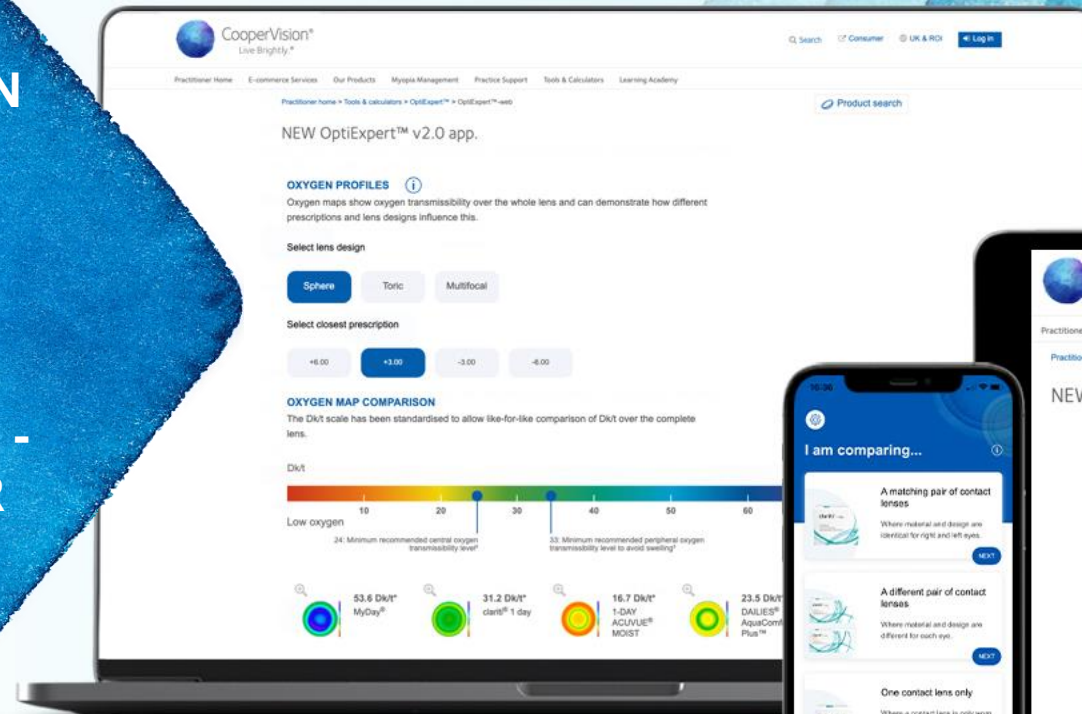 N
-
R
CooperVision®
Live Brightly.®
Search Consumer UK & ROI Log in
Practitioner Home E-commerce Services Our Products Myopia Management Practice Support Tools & Calculators Learning Academy
Practitioner home > Tools & calculators > OptiExpert™ > OptiExpert™-web
Product search
NEW OptiExpert™ v2.0 app.
OXYGEN PROFILES
Oxygen maps show oxygen transmissibility over the whole lens and can demonstrate how different
prescriptions and lens designs influence this.
Select lens design
Sphere Toric Multifocal
Select closest prescription
+6.00 +3.00 -3.00 -6.00
OXYGEN MAP COMPARISON
The Dk/t scale has been standardised to allow like-for-like comparison of Dk/t over the complete
lens.
Dk/t
10 20 30 40 50 60
Low oxygen
24: Minimum recommended central oxygen
transmissibility level
33: Minimum recommended peripheral oxygen
transmissibility level to avoid swelling
53.6 Dk/t*
MyDay®
31.2 Dk/t*
clariti® 1 day
16.7 Dk/t*
1-DAY
ACUVUE®
MOIST
23.5 Dk/t
DAILIES®
AquaComf
Plus™
16:36
I am comparing...
A matching pair of contact
lenses
Where material and design are
identical for right and left eyes.
NEXT
A different pair of contact
lenses
Where material and design are
different for each eye.
NEXT
One contact lens only
Where a contact lens is only worn
Practitione
Practitio
NEW